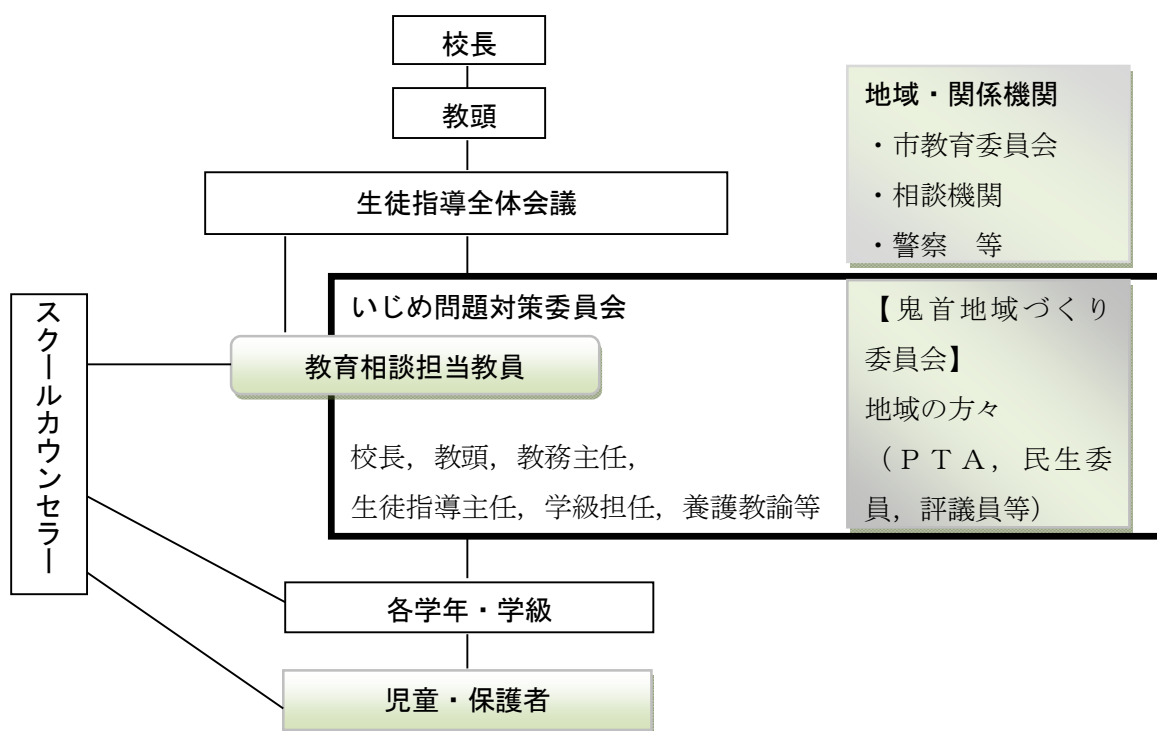 校長
教頭
生徒指導全体会議
地域・関係機関
・市教育委員会
・相談機関
・警察　等
スクールカウンセラー
いじめ問題対策委員会
教育相談担当教員
校長，教頭，教務主任，
生徒指導主任，学級担任，養護教諭等
【鬼首地域づくり
委員会】
地域の方々
（ＰＴＡ，民生委
員，評議員等）
各学年・学級
児童・保護者